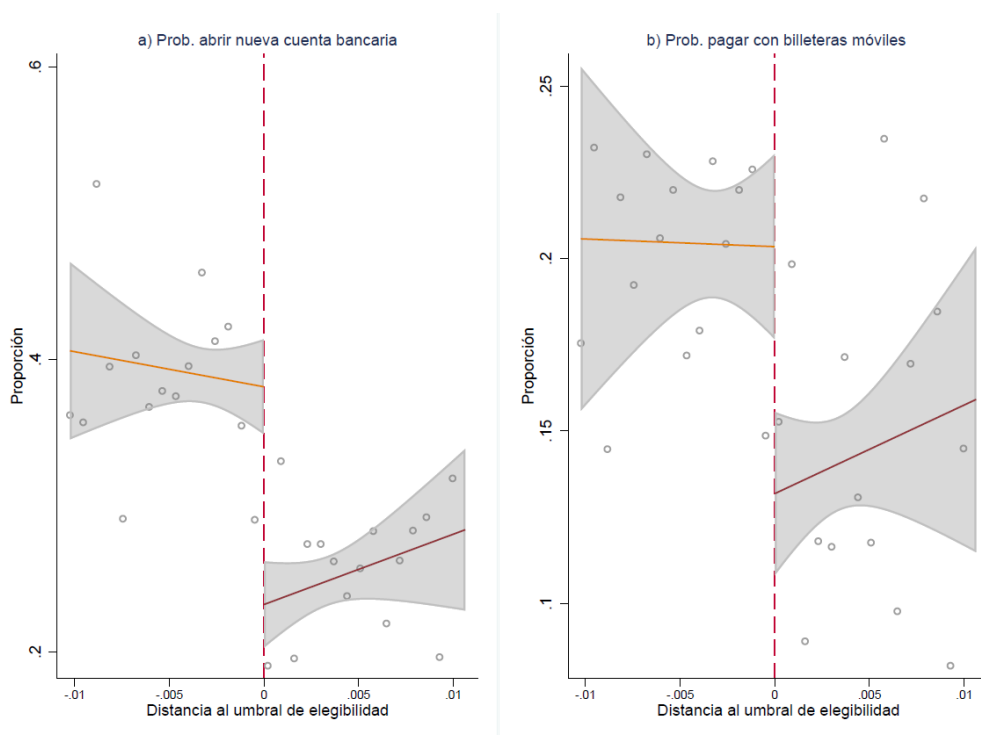 a) Prob. abrir nueva cuenta bancaria
Proporción
.6
.4
.2
-.01 -.005 0 .005 .01
Distancia al umbral de elegibilidad
b) Prob. pagar con billeteras móviles
Proporción
.25
.2
.15
.1
-.01 -.005 0 .005 .01
Distancia al umbral de elegibilidad